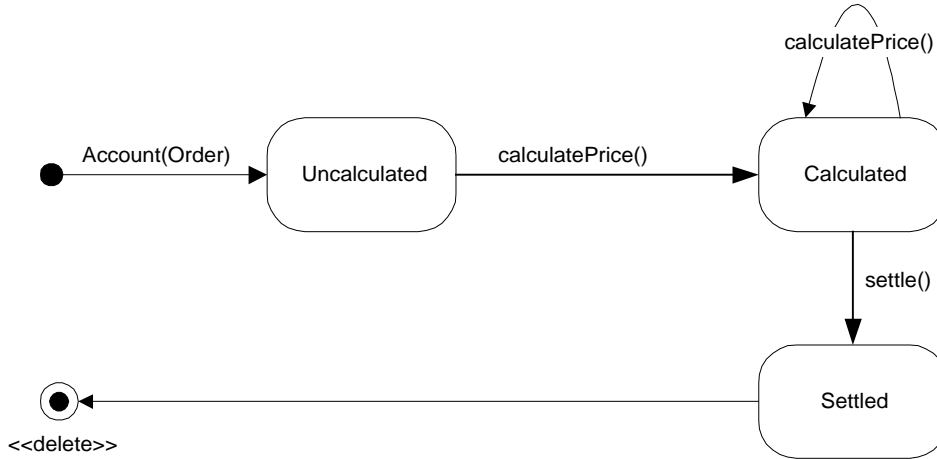 calculatePrice()
Account(Order)
Uncalculated
calculatePrice()
Calculated
settle()
Settled
<<delete>>